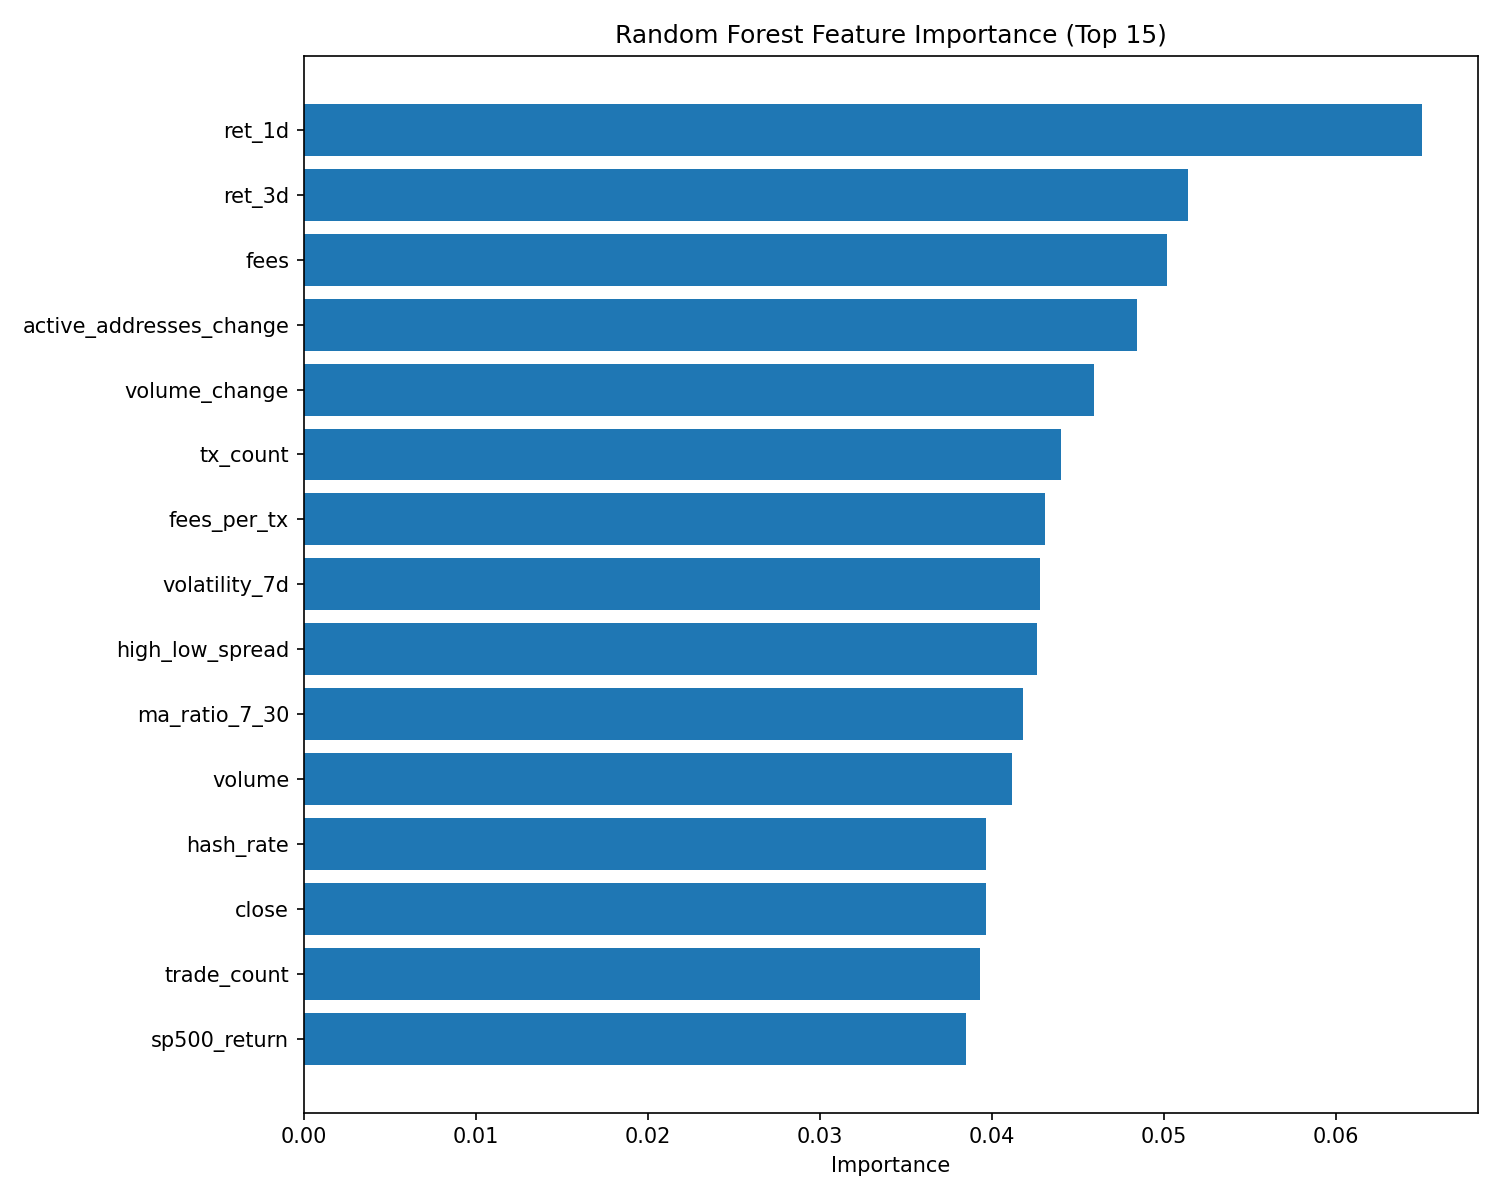 Random Forest Feature Importance (Top 15)
ret_1d
ret_3d
fees
active_addresses_change
volume_change
tx_count
fees_per_tx
volatility_7d
high_low_spread
ma_ratio_7_30
volume
hash_rate
close
trade_count
sp500_return
0.00 0.01 0.02 0.03 0.04 0.05 0.06
Importance